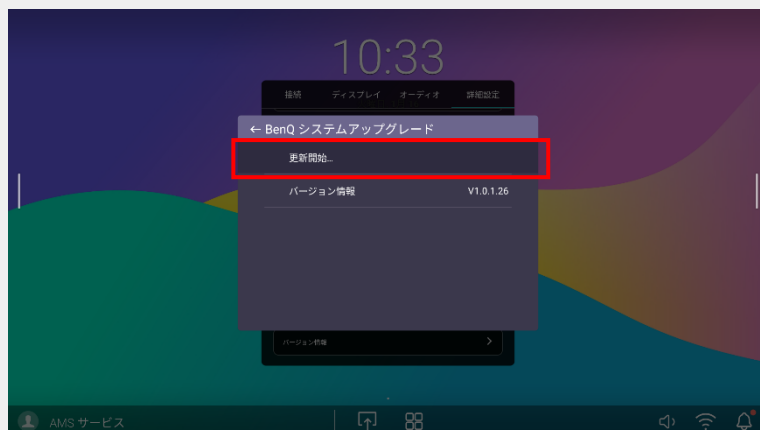 10:33
接続 ディスプレイ オーディオ 詳細設定
← BenQ システムアップグレード
更新開始...
バージョン情報 V1.0.1.26
バージョン情報 >
AMS サービス